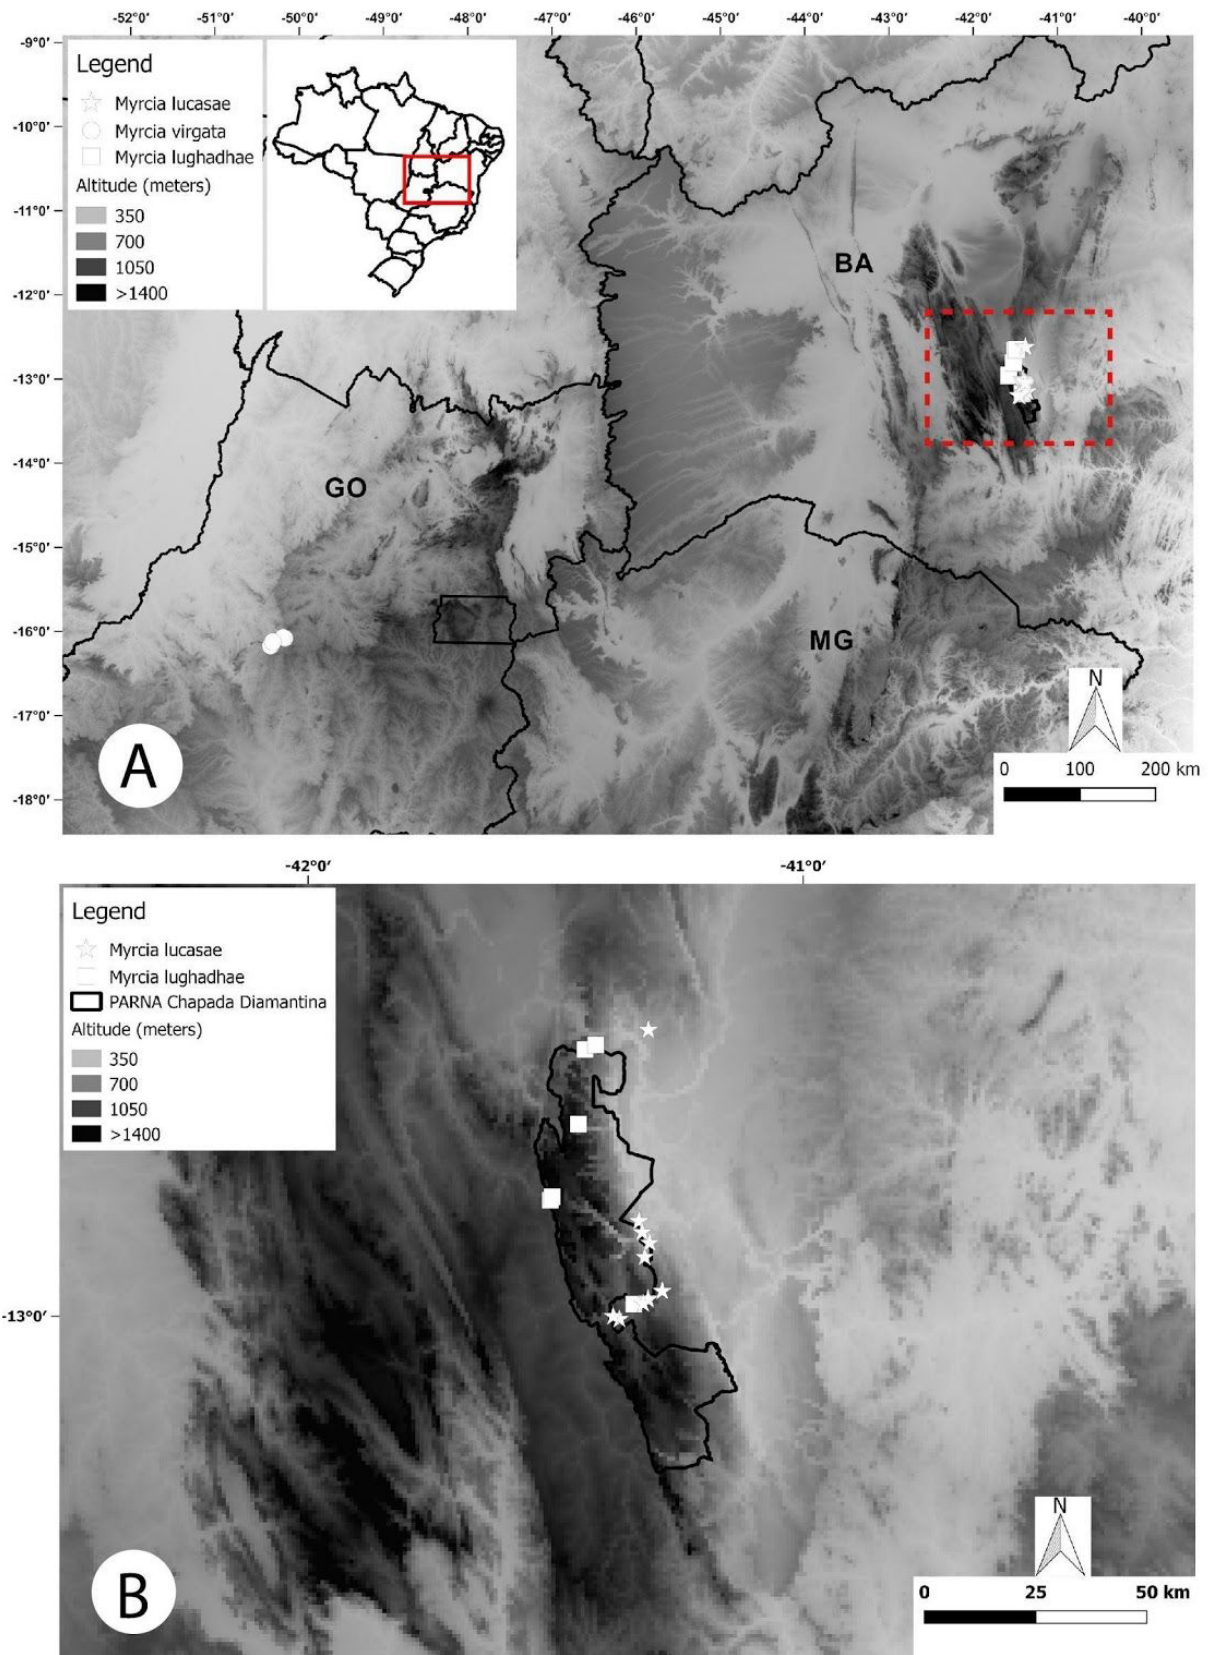 -52°0′ -51°0′ -50°0′ -49°0′ -48°0′ -47°0′ -46°0′ -45°0′ -44°0′ -43°0′ -42°0′ -41°0′ -40°0′
-9°0′
Legend
Myrcia lucasae
Myrcia virgata
Myrcia lughadhae
Altitude (meters)
350
700
1050
>1400
-10°0′
-11°0′
-12°0′
-13°0′
-14°0′
-15°0′
-16°0′
-17°0′
-18°0′
BA
GO
MG
N
0 100 200 km
A
-42°0′ -41°0′
Legend
Myrcia lucasae
Myrcia lughadhae
PARNA Chapada Diamantina
Altitude (meters)
350
700
1050
>1400
-13°0′
N
0 25 50 km
B